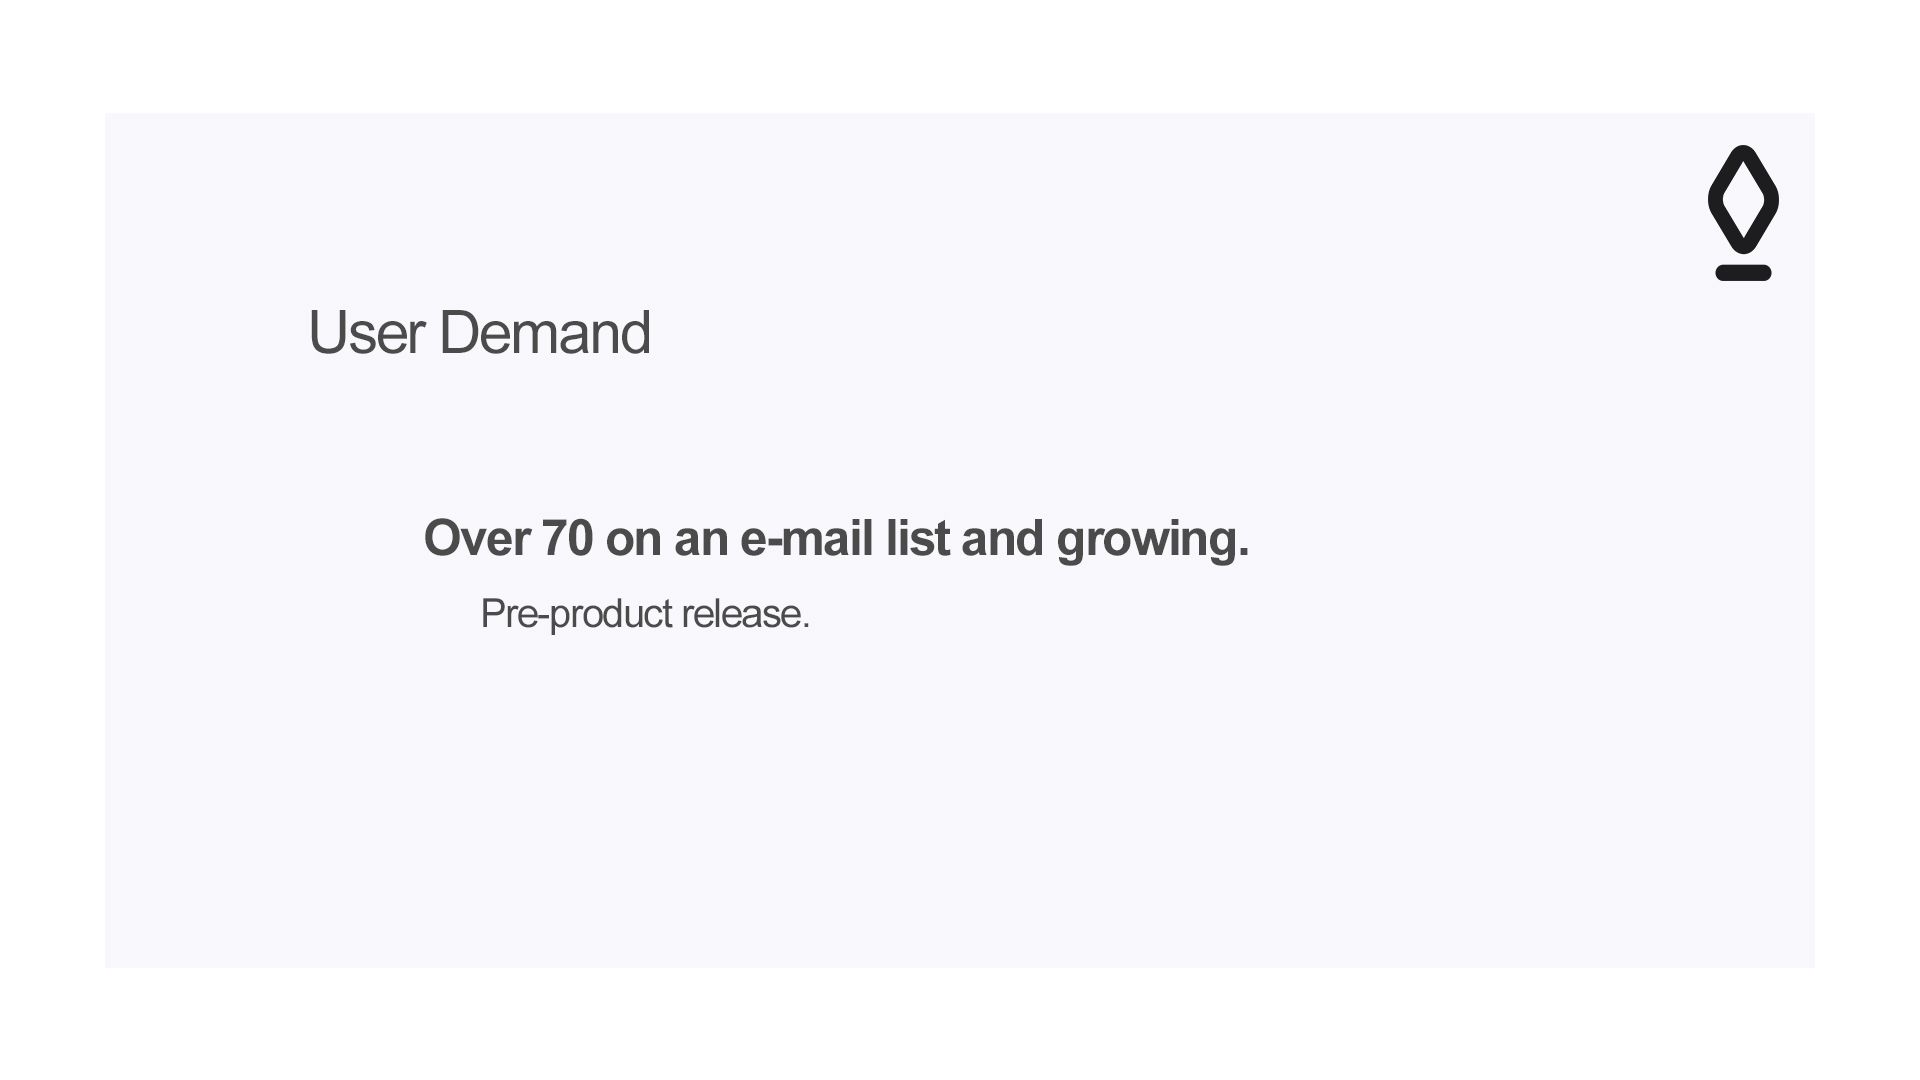 User Demand
Over 70 on an e-mail list and growing.
Pre-product release.